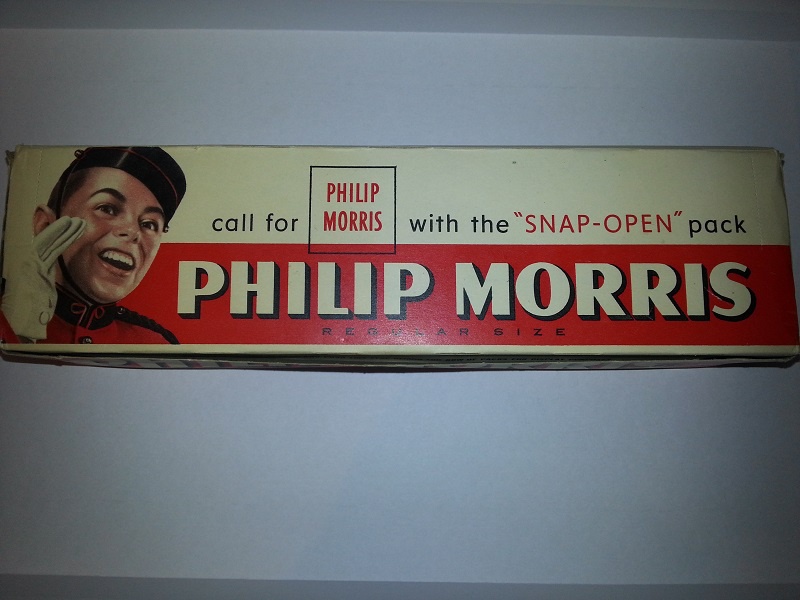 call for PHILIP MORRIS with the "SNAP-OPEN" pack
PHILIP MORRIS
REGULAR SIZE